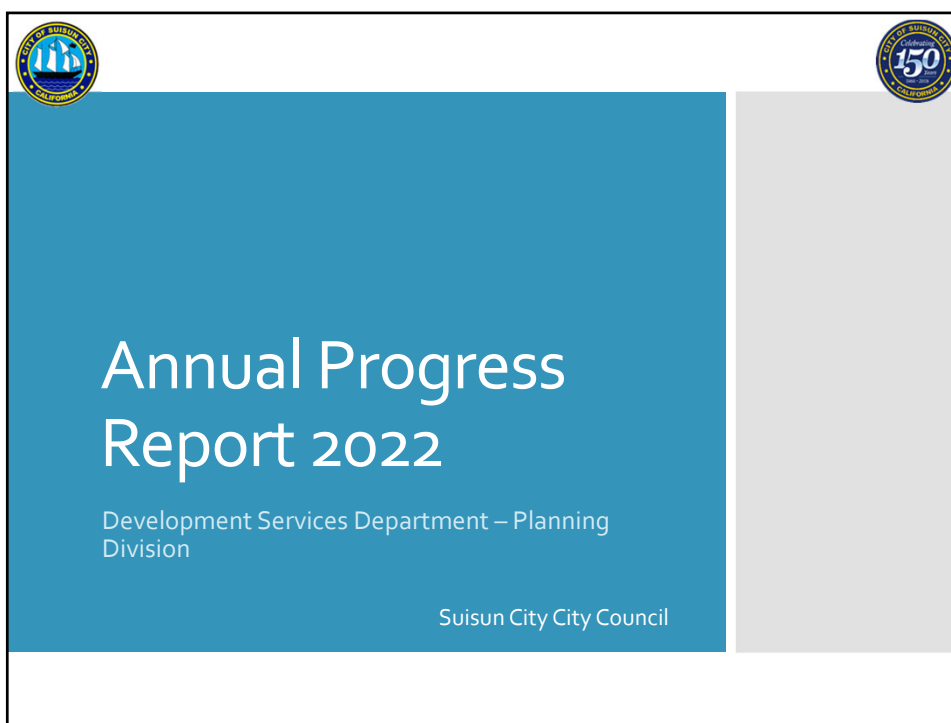 CITY OF SUISUN CITY
CALIFORNIA
CITY OF SUISUN CITY
Celebrating
150
Years
CALIFORNIA
Annual Progress
Report 2022
Development Services Department – Planning
Division
Suisun City City Council